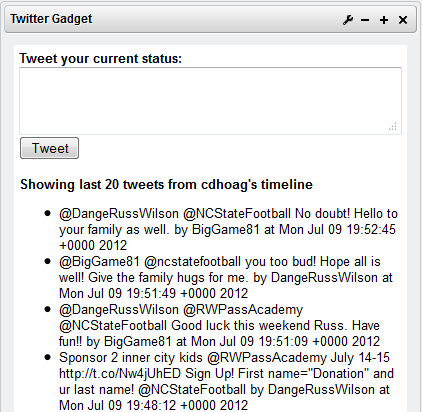 Twitter Gadget
Tweet your current status:
Tweet
Showing last 20 tweets from cdhoag's timeline
@DangeRussWilson @NCStateFootball No doubt! Hello to
your family as well. by BigGame81 at Mon Jul 09 19:52:45
+0000 2012
@BigGame81 @ncstatefootball you too bud! Hope all is
well! Give the family hugs for me. by DangeRussWilson at
Mon Jul 09 19:51:49 +0000 2012
@DangeRussWilson @RWPassAcademy
@NCStateFootball Good luck this weekend Russ. Have
fun!! by BigGame81 at Mon Jul 09 19:51:09 +0000 2012
Sponsor 2 inner city kids @RWPassAcademy July 14-15
http://t.co/Nw4jUhED Sign Up! First name="Donation" and
ur last name! @NCStateFootball by DangeRussWilson at
Mon Jul 09 19:48:12 +0000 2012